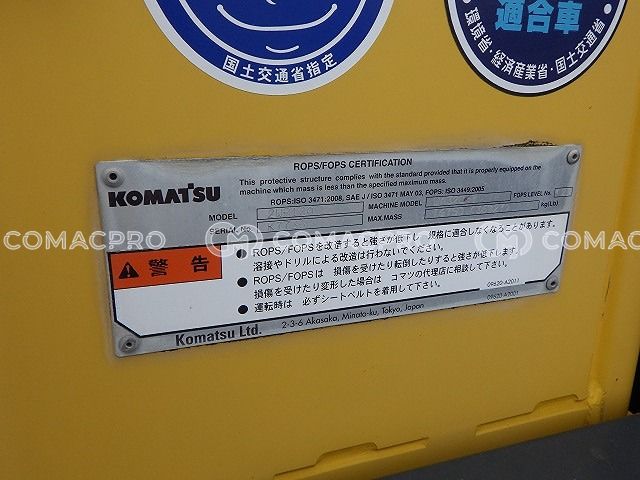 国土交通省指定
適合車
環境省・経済産業省・国土交通省
ROPS/FOPS CERTIFICATION
This protective structure complies with the standard provided that it is properly equipped on the
machine which mass is less than the specified maximum mass.
KOMATSU
ROPS:ISO 3471:2008, SAE J / ISO 3471 MAY 03, FOPS: ISO 3449:2005
FOPS LEVEL No.
MODEL
MACHINE MODEL
SERIAL No.
MAX.MASS
kg(Lb)
COMACPRO
COMACPRO
COMACPRO
警告
● ROPS/FOPSを改造すると強さが低下し、規格に適合しなくなることがあります。
溶接やドリルによる改造は行わないでください。
● ROPS/FOPSは 損傷を受けたり転倒したりすると強さが低下します。
損傷を受けたり変形した場合は コマツの代理店に相談して下さい。
● 運転時は 必ずシートベルトを着用して下さい。
09620-A2011
09620-A2001
Komatsu Ltd.
2-3-6 Akasaka, Minato-ku, Tokyo, Japan